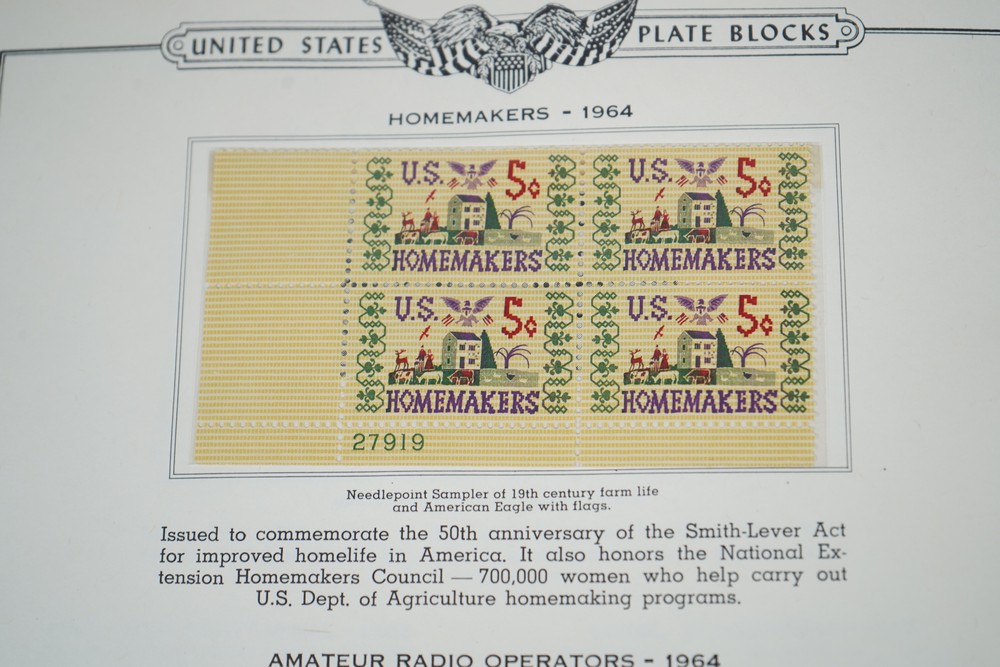 UNITED STATES PLATE BLOCKS
HOMEMAKERS - 1964
U.S. 5¢
HOMEMAKERS
U.S. 5¢
HOMEMAKERS
U.S. 5¢
HOMEMAKERS
U.S. 5¢
HOMEMAKERS
27919
Needlepoint Sampler of 19th century farm life
and American Eagle with flags.
Issued to commemorate the 50th anniversary of the Smith-Lever Act
for improved homelife in America. It also honors the National Ex-
tension Homemakers Council — 700,000 women who help carry out
U.S. Dept. of Agriculture homemaking programs.
AMATEUR RADIO OPERATORS - 1964